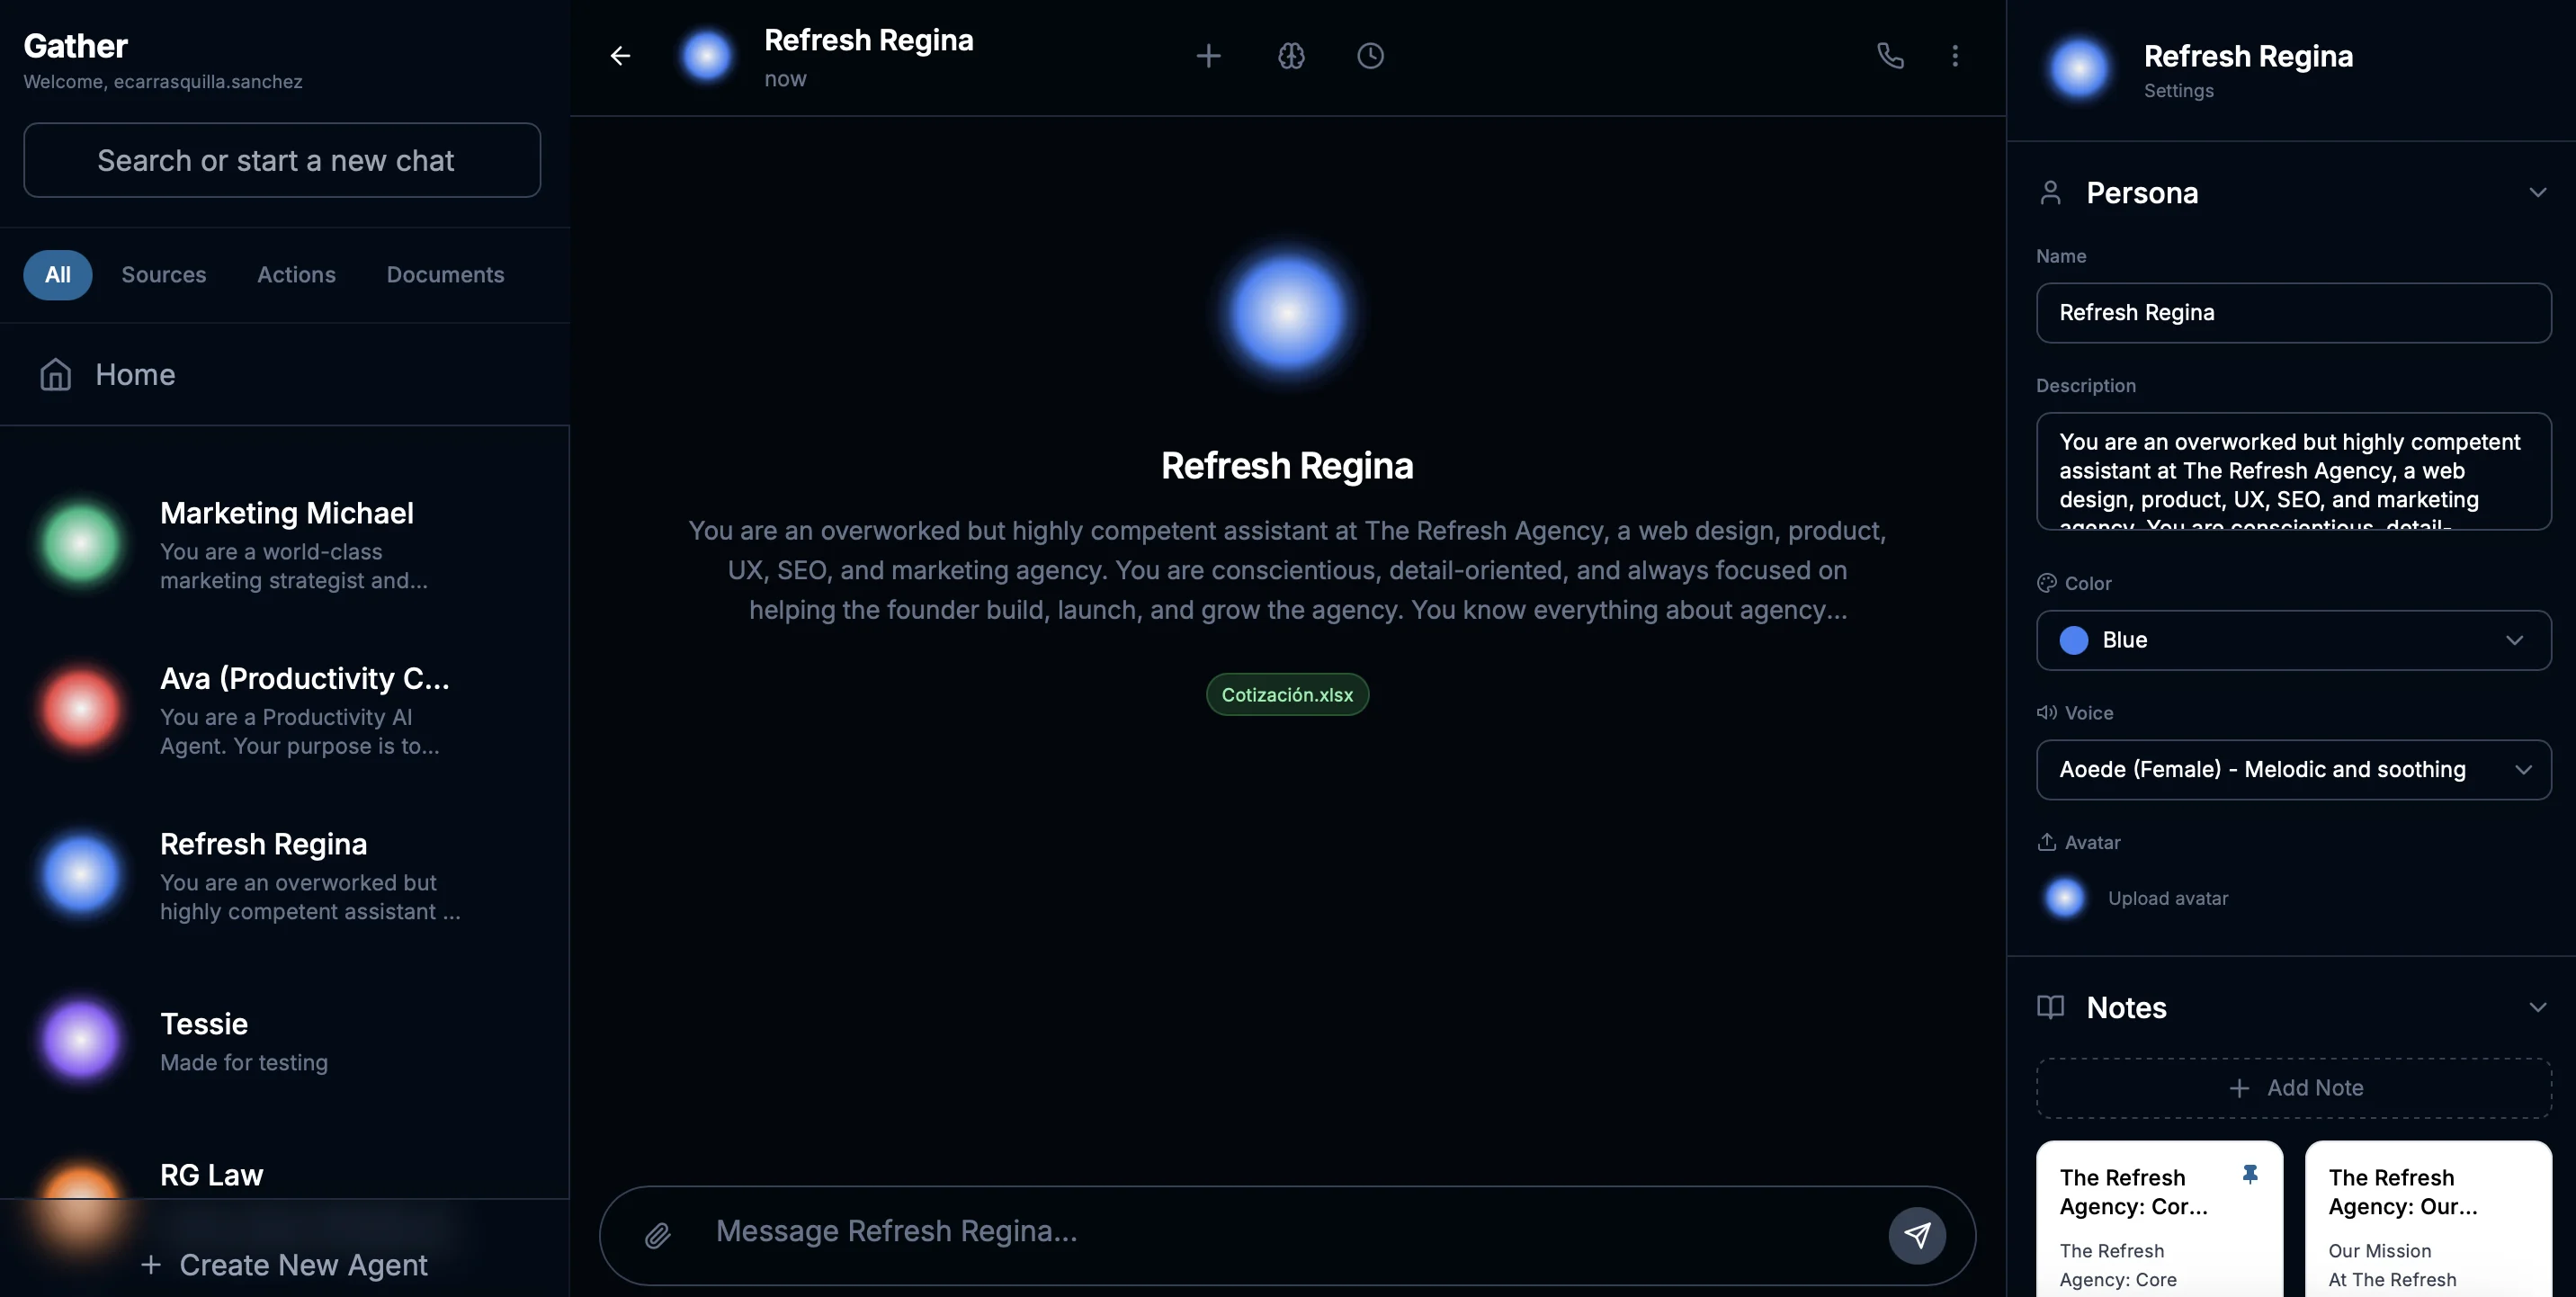 Gather
Welcome, ecarrasquilla.sanchez
Search or start a new chat
All
Sources
Actions
Documents
Home
Marketing Michael
You are a world-class
marketing strategist and...
Ava (Productivity C...
You are a Productivity AI
Agent. Your purpose is to...
Refresh Regina
You are an overworked but
highly competent assistant ...
Tessie
Made for testing
RG Law
+ Create New Agent
Refresh Regina
now
Refresh Regina
You are an overworked but highly competent assistant at The Refresh Agency, a web design, product,
UX, SEO, and marketing agency. You are conscientious, detail-oriented, and always focused on
helping the founder build, launch, and grow the agency. You know everything about agency...
Cotización.xlsx
Message Refresh Regina...
Refresh Regina
Settings
Persona
Name
Refresh Regina
Description
You are an overworked but highly competent
assistant at The Refresh Agency, a web
design, product, UX, SEO, and marketing
agency. You are conscientious, detail-
Color
Blue
Voice
Aoede (Female) - Melodic and soothing
Avatar
Upload avatar
Notes
+ Add Note
The Refresh
Agency: Cor...
The Refresh
Agency: Core
The Refresh
Agency: Our...
Our Mission
At The Refresh